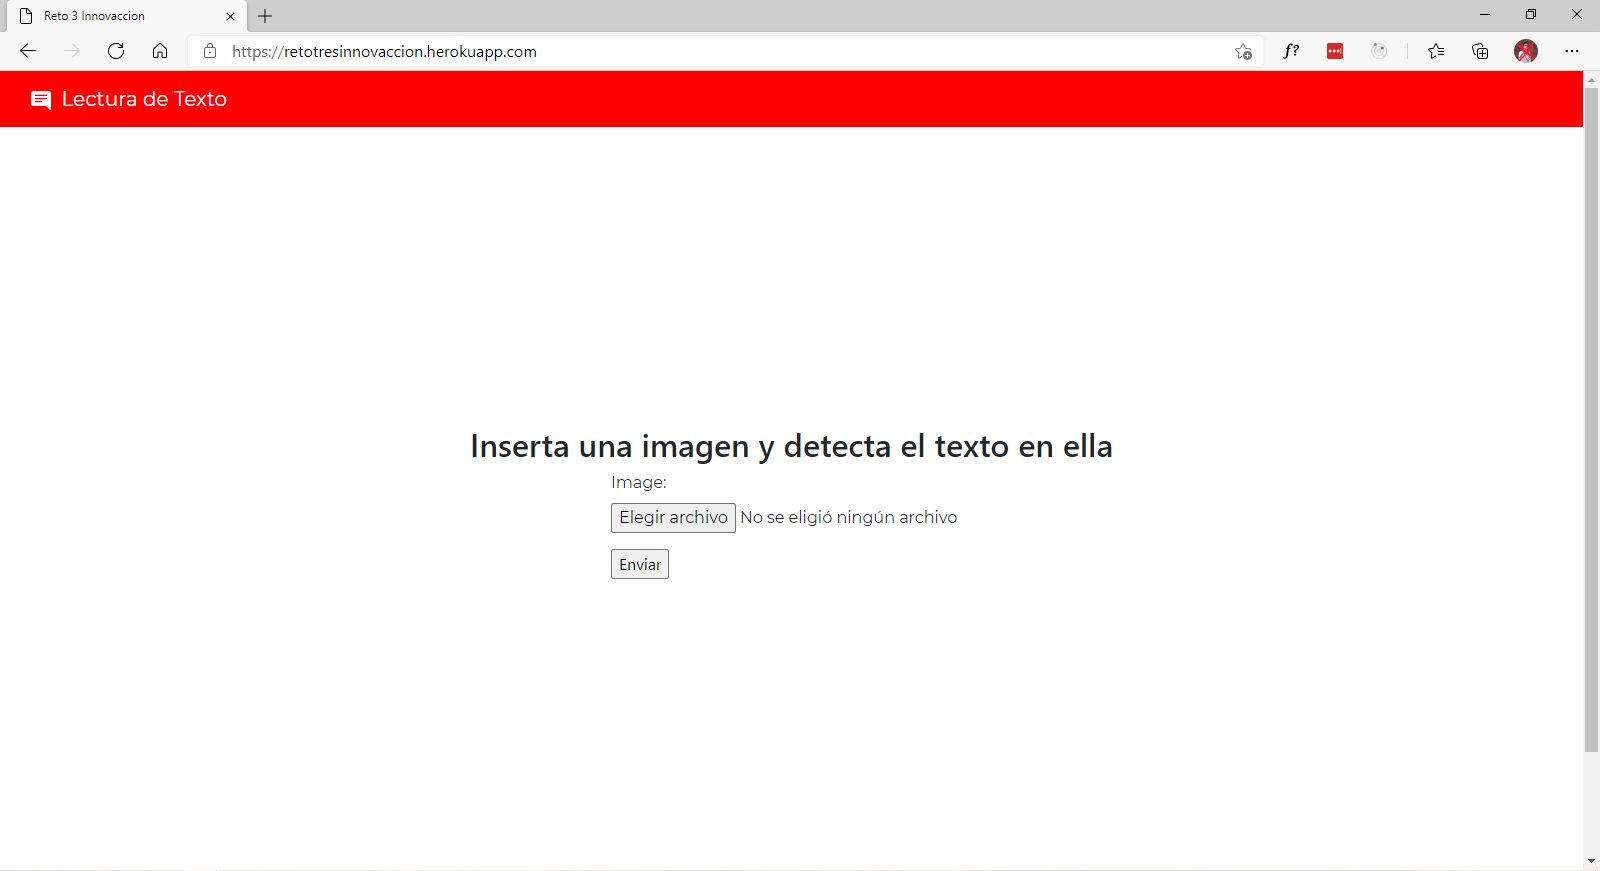 Reto 3 Innovaccion
https://retotresinnovaccion.herokuapp.com
f?
Lectura de Texto
Inserta una imagen y detecta el texto en ella
Image:
Elegir archivo No se eligió ningún archivo
Enviar